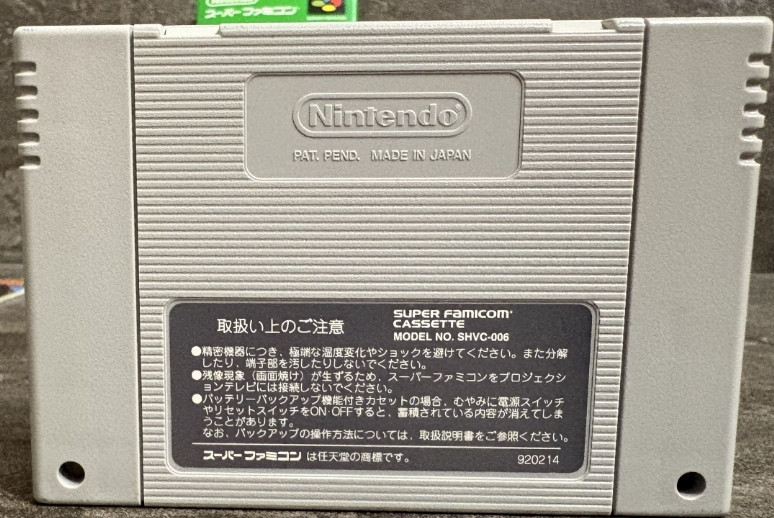 Nintendo
スーパーファミコン
Nintendo®
PAT. PEND. MADE IN JAPAN
取扱い上のご注意
SUPER FAMICOM
CASSETTE
MODEL NO. SHVC-006
●精密機器につき、極端な温度変化やショックを避けてください。また分解
したり、端子部を汚したりしないでください。
●残像現象（画面焼け）が生ずるため、スーパーファミコンをプロジェクシ
ョンテレビには接続しないでください。
●バッテリーバックアップ機能付きカセットの場合、むやみに電源スイッチ
やリセットスイッチをON・OFFすると、蓄積されている内容が消えてしま
うことがあります。
なお、バックアップの操作方法については、取扱説明書をご参照ください。
スーパーファミコン は任天堂の商標です。
920214